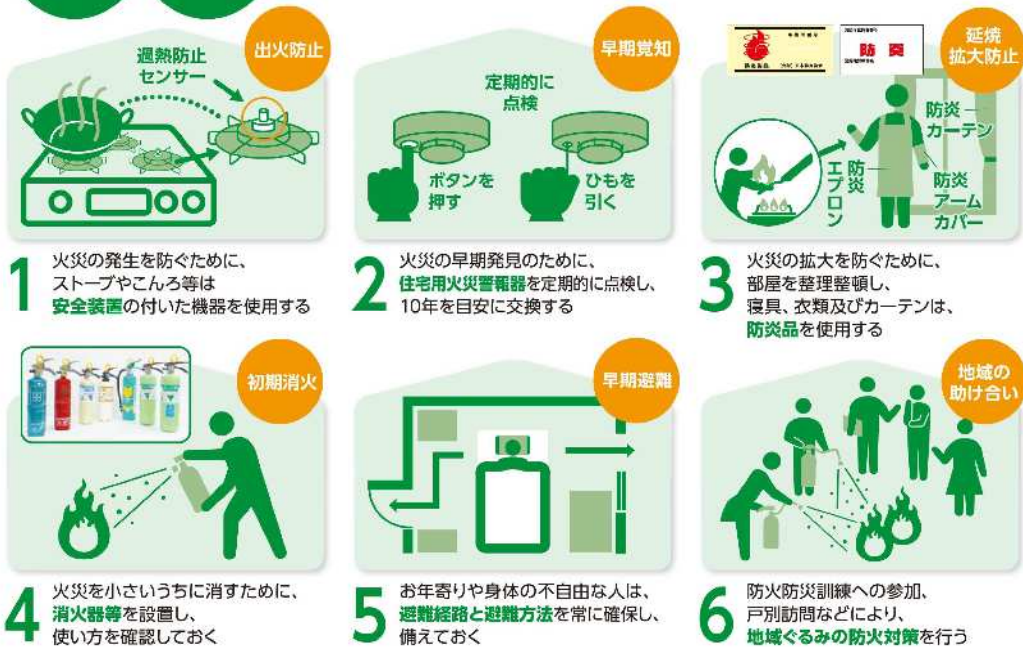 出火防止
過熱防止
センサー
1
火災の発生を防ぐために、
ストーブやこんろ等は
安全装置の付いた機器を使用する
早期覚知
定期的に
点検
ボタンを
押す
ひもを
引く
2
火災の早期発見のために、
住宅用火災警報器を定期的に点検し、
10年を目安に交換する
延焼
拡大防止
防炎
防炎
カーテン
防炎
エプロン
防炎
アーム
カバー
3
火災の拡大を防ぐために、
部屋を整理整頓し、
寝具、衣類及びカーテンは、
防炎品を使用する
初期消火
4
火災を小さいうちに消すために、
消火器等を設置し、
使い方を確認しておく
早期避難
5
お年寄りや身体の不自由な人は、
避難経路と避難方法を常に確保し、
備えておく
地域の
助け合い
6
防火防災訓練への参加、
戸別訪問などにより、
地域ぐるみの防火対策を行う